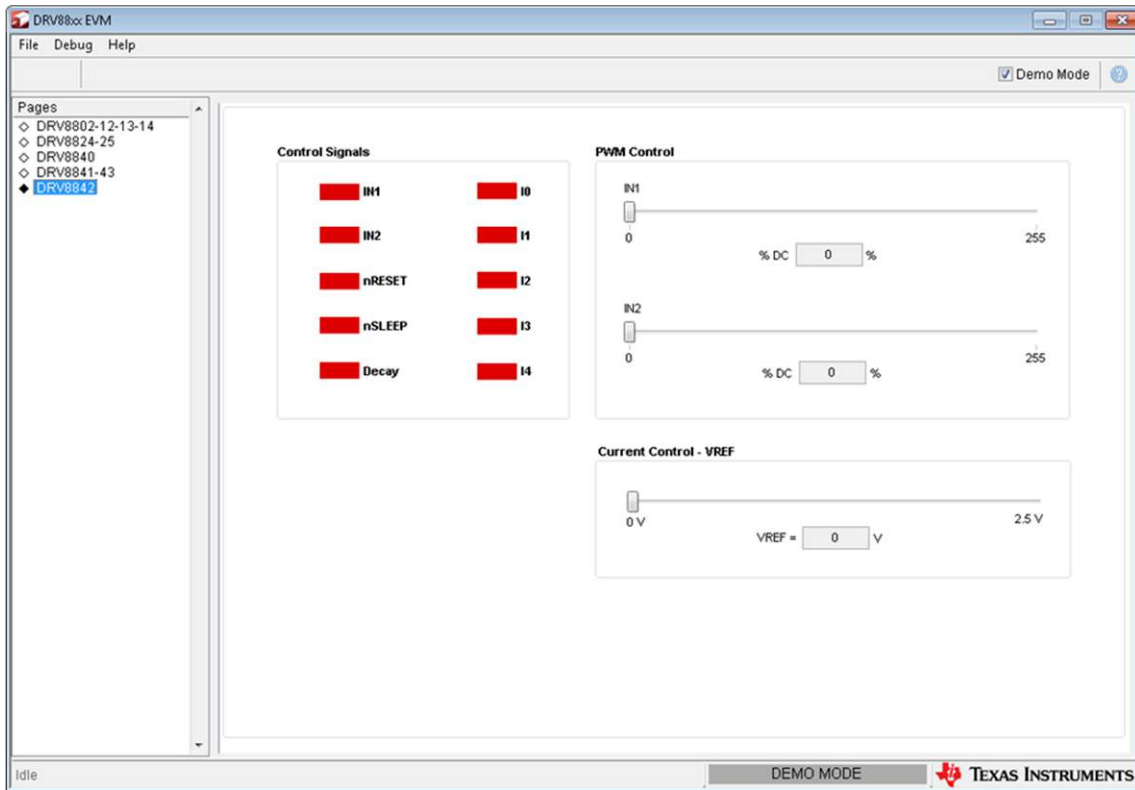 DRV88xx EVM
File Debug Help
Demo Mode
Pages
DRV8802-12-13-14
DRV8824-25
DRV8840
DRV8841-43
DRV8842
Control Signals
IN1 I0
IN2 I1
nRESET I2
nSLEEP I3
Decay I4
PWM Control
IN1
0 255
% DC 0 %
IN2
0 255
% DC 0 %
Current Control - VREF
0 V 2.5 V
VREF = 0 V
Idle
DEMO MODE
TEXAS INSTRUMENTS